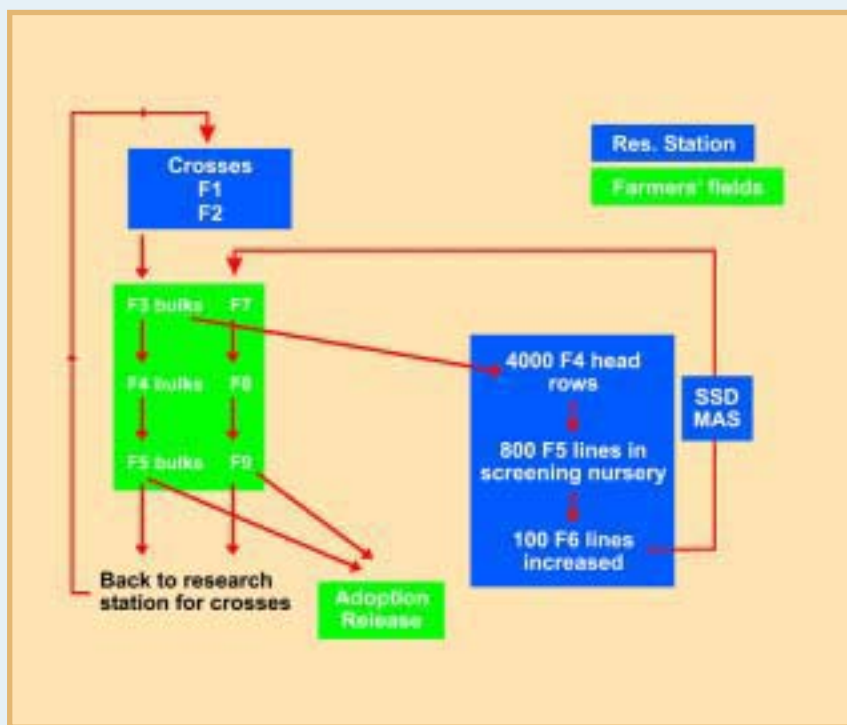 Crosses
F1
F2
Res. Station
Farmers' fields
F3 bulks F7
F4 bulks F8
F5 bulks F9
4000 F4 head
rows
800 F5 lines in
screening nursery
100 F6 lines
increased
SSD
MAS
Back to research
station for crosses
Adoption
Release